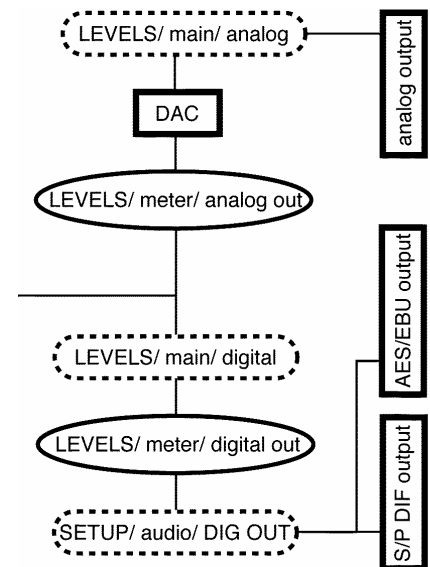 LEVELS/ main/ analog
analog output
DAC
LEVELS/ meter/ analog out
AES/EBU output
LEVELS/ main/ digital
LEVELS/ meter/ digital out
S/P DIF output
SETUP/ audio/ DIG OUT